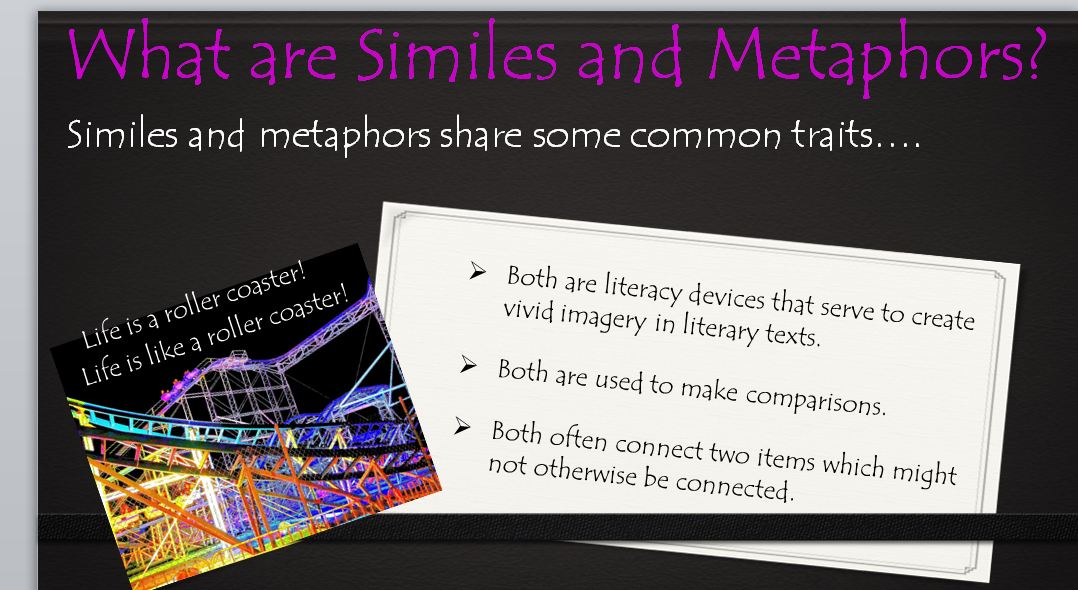 What are Similes and Metaphors?
Similes and metaphors share some common traits....
Life is a roller coaster!
Life is like a roller coaster!
➢ Both are literacy devices that serve to create
vivid imagery in literary texts.
➢ Both are used to make comparisons.
➢ Both often connect two items which might
not otherwise be connected.